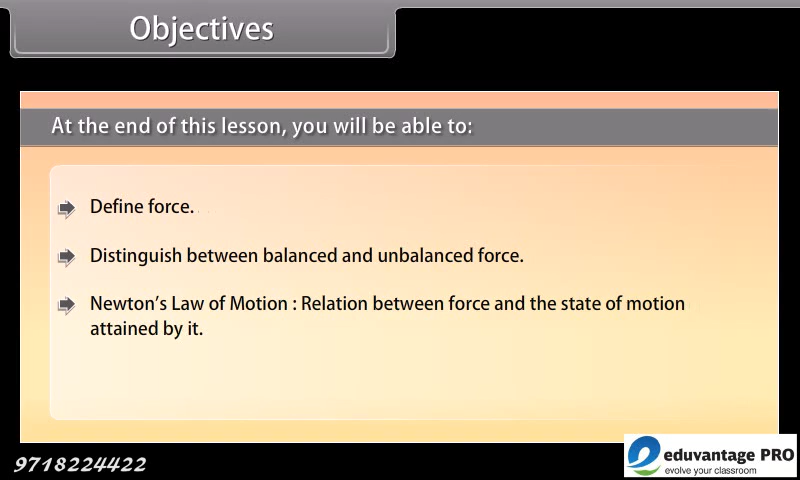 Objectives
At the end of this lesson, you will be able to:
Define force.
Distinguish between balanced and unbalanced force.
Newton's Law of Motion : Relation between force and the state of motion
attained by it.
9718224422
eduvantage PRO
evolve your classroom